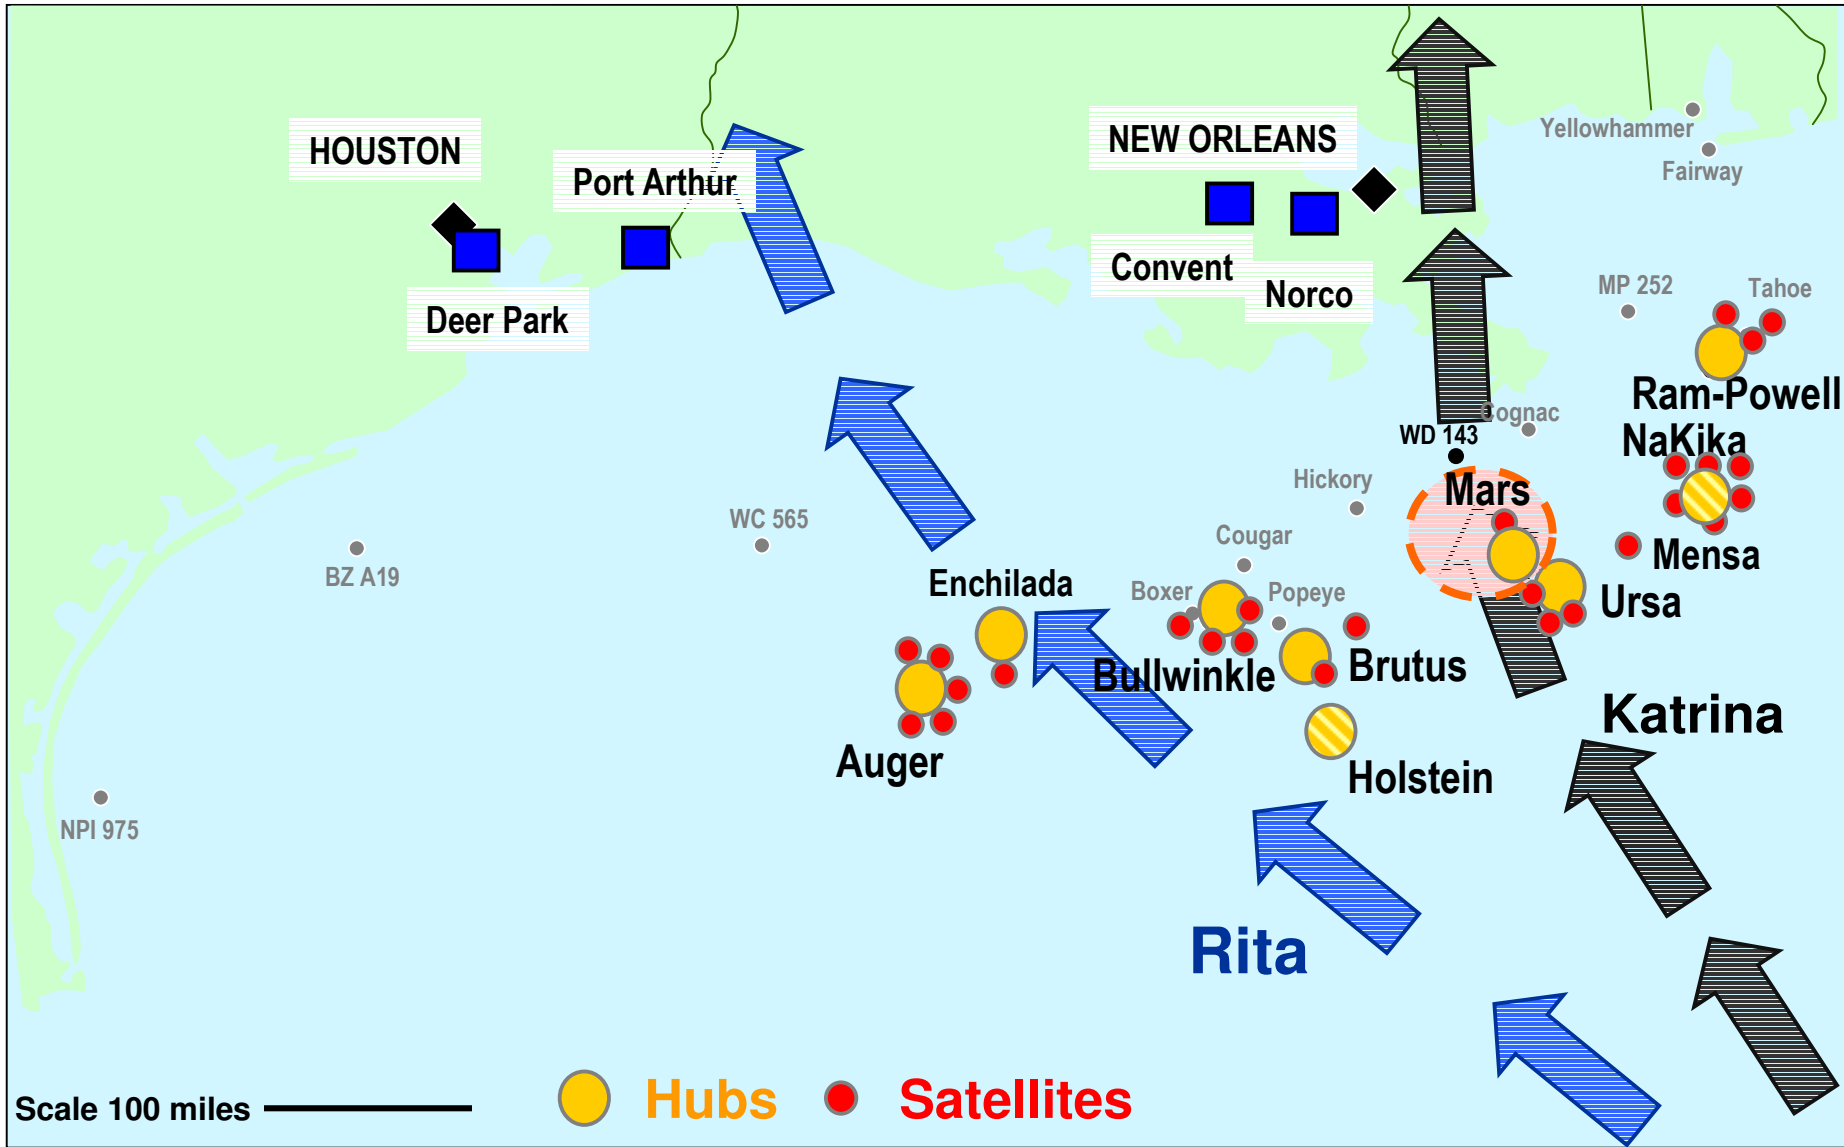 Yellowhammer
NEW ORLEANS
HOUSTON
Fairway
Port Arthur
Convent
MP 252
Tahoe
Norco
Deer Park
Ram-Powell
Cognac
WD 143
NaKika
Hickory
Mars
WC 565
Cougar
Mensa
BZ A19
Enchilada
Boxer
Popeye
Ursa
Bullwinkle
Brutus
Katrina
Auger
Holstein
NPI 975
Rita
Scale 100 miles
Hubs
Satellites